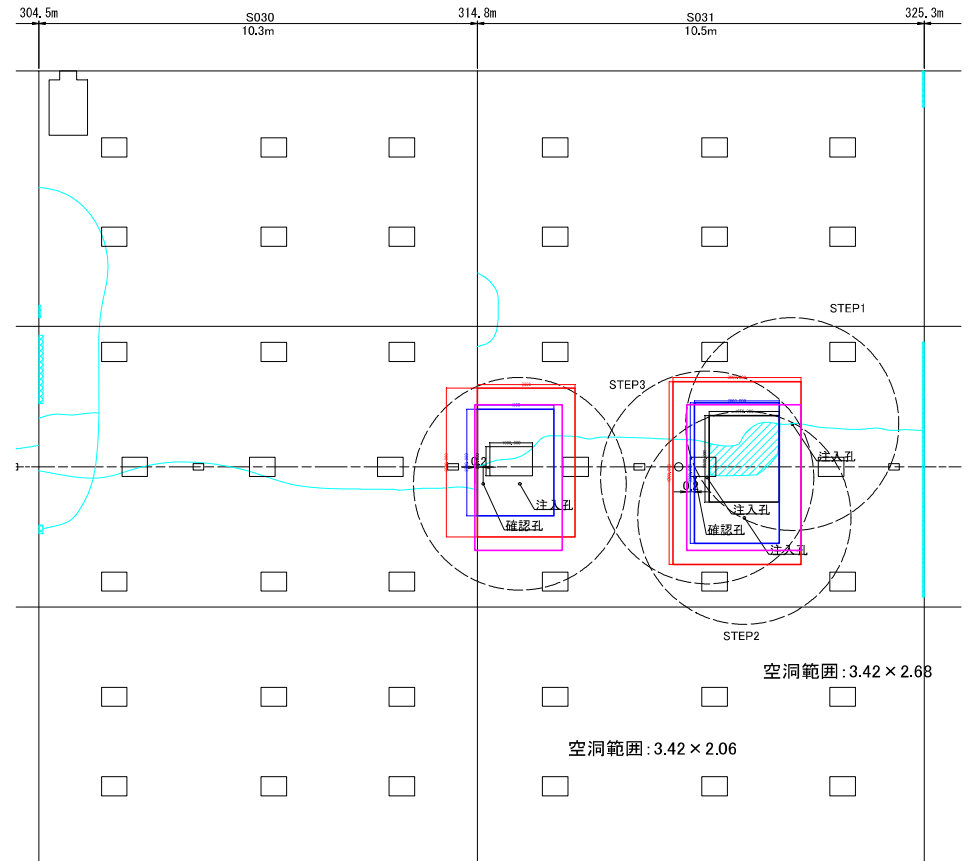 304.5m
S030
10.3m
314.8m
S031
10.5m
325.3m
STEP1
STEP3
0.2
注入孔
確認孔
注入孔
0.2
注入孔
確認孔
注入孔
STEP2
空洞範囲:3.42×2.68
空洞範囲:3.42×2.06